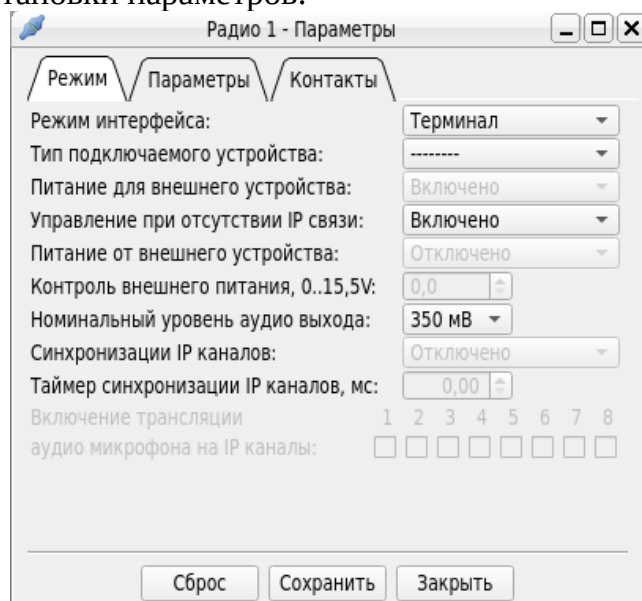 тановки параметров.
Радио 1 - Параметры
Режим Параметры Контакты
Режим интерфейса: Терминал
Тип подключаемого устройства: --------
Питание для внешнего устройства: Включено
Управление при отсутствии IP связи: Включено
Питание от внешнего устройства: Отключено
Контроль внешнего питания, 0..15,5V: 0,0
Номинальный уровень аудио выхода: 350 мВ
Синхронизации IP каналов: Отключено
Таймер синхронизации IP каналов, мс: 0,00
Включение трансляции 1 2 3 4 5 6 7 8
аудио микрофона на IP каналы:
Сброс Сохранить Закрыть